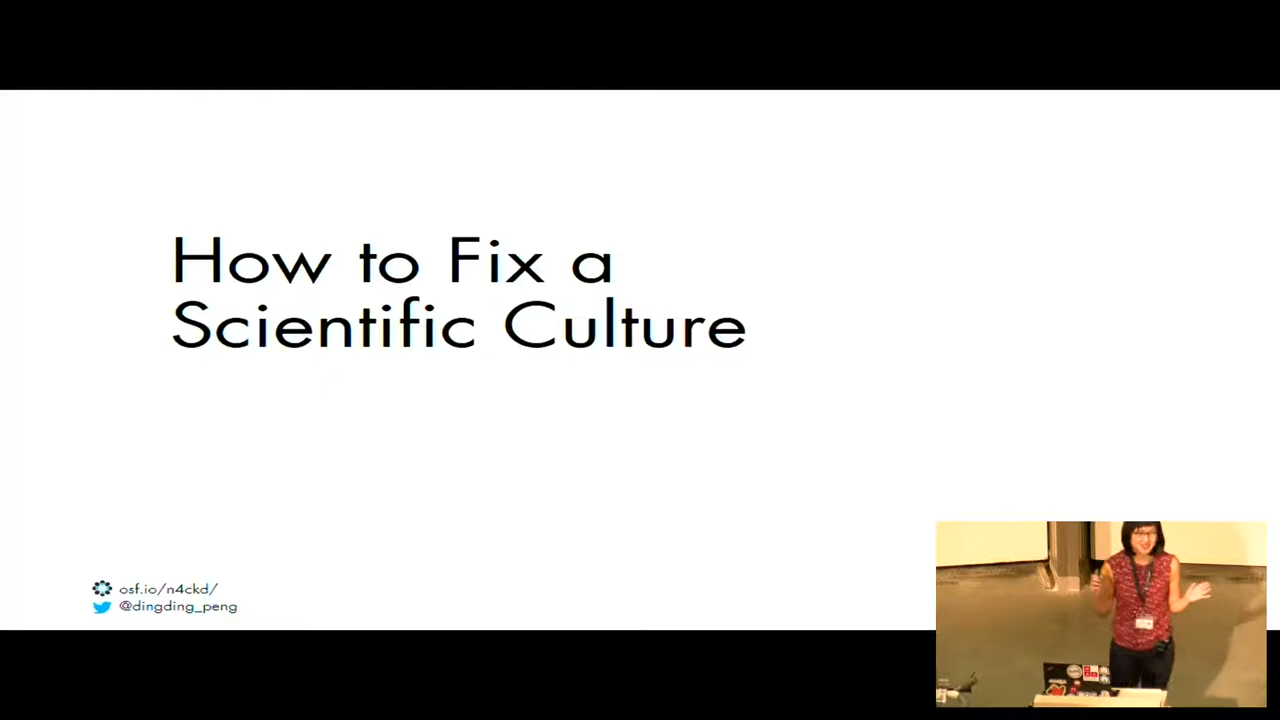 How to Fix a
Scientific Culture
osf.io/n4ckd/
@dingding_peng